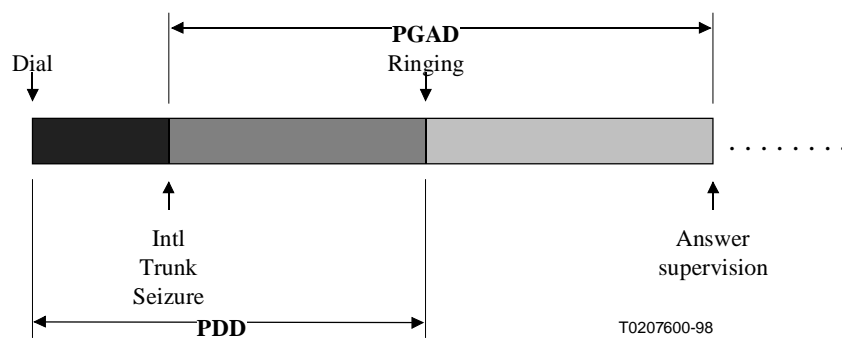 PGAD
Dial
Ringing
. . . . . . . .
Intl
Trunk
Seizure
Answer
supervision
PDD
T0207600-98